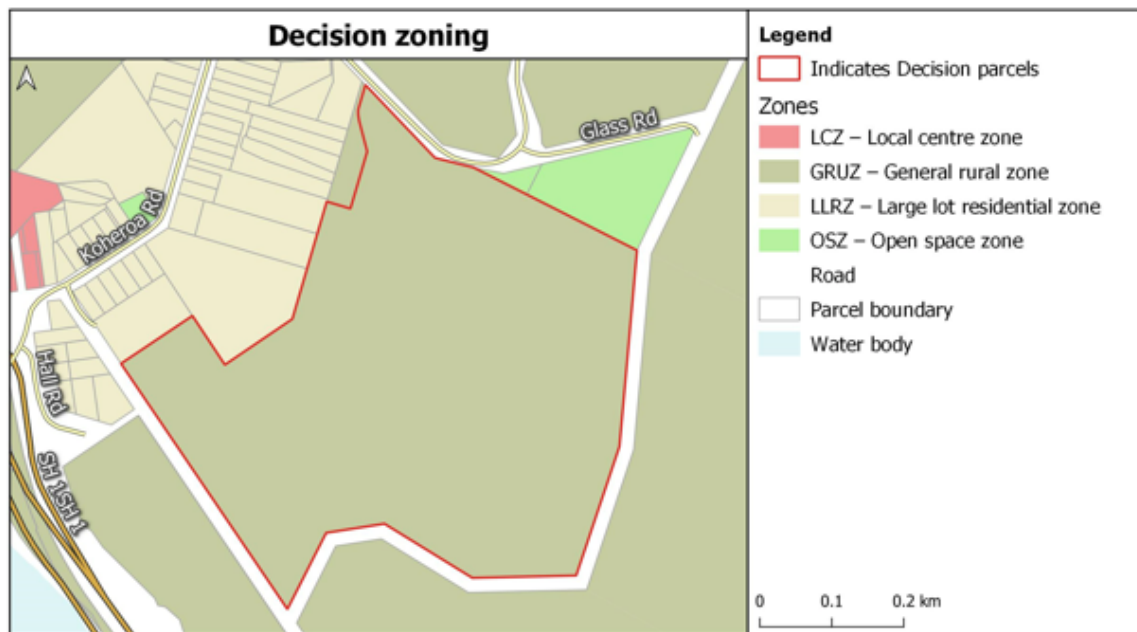 Decision zoning
Glass Rd
Koheroa Rd
Hall Rd
SH 1SH 1
Legend
Indicates Decision parcels
Zones
LCZ – Local centre zone
GRUZ – General rural zone
LLRZ – Large lot residential zone
OSZ – Open space zone
Road
Parcel boundary
Water body
0 0.1 0.2 km